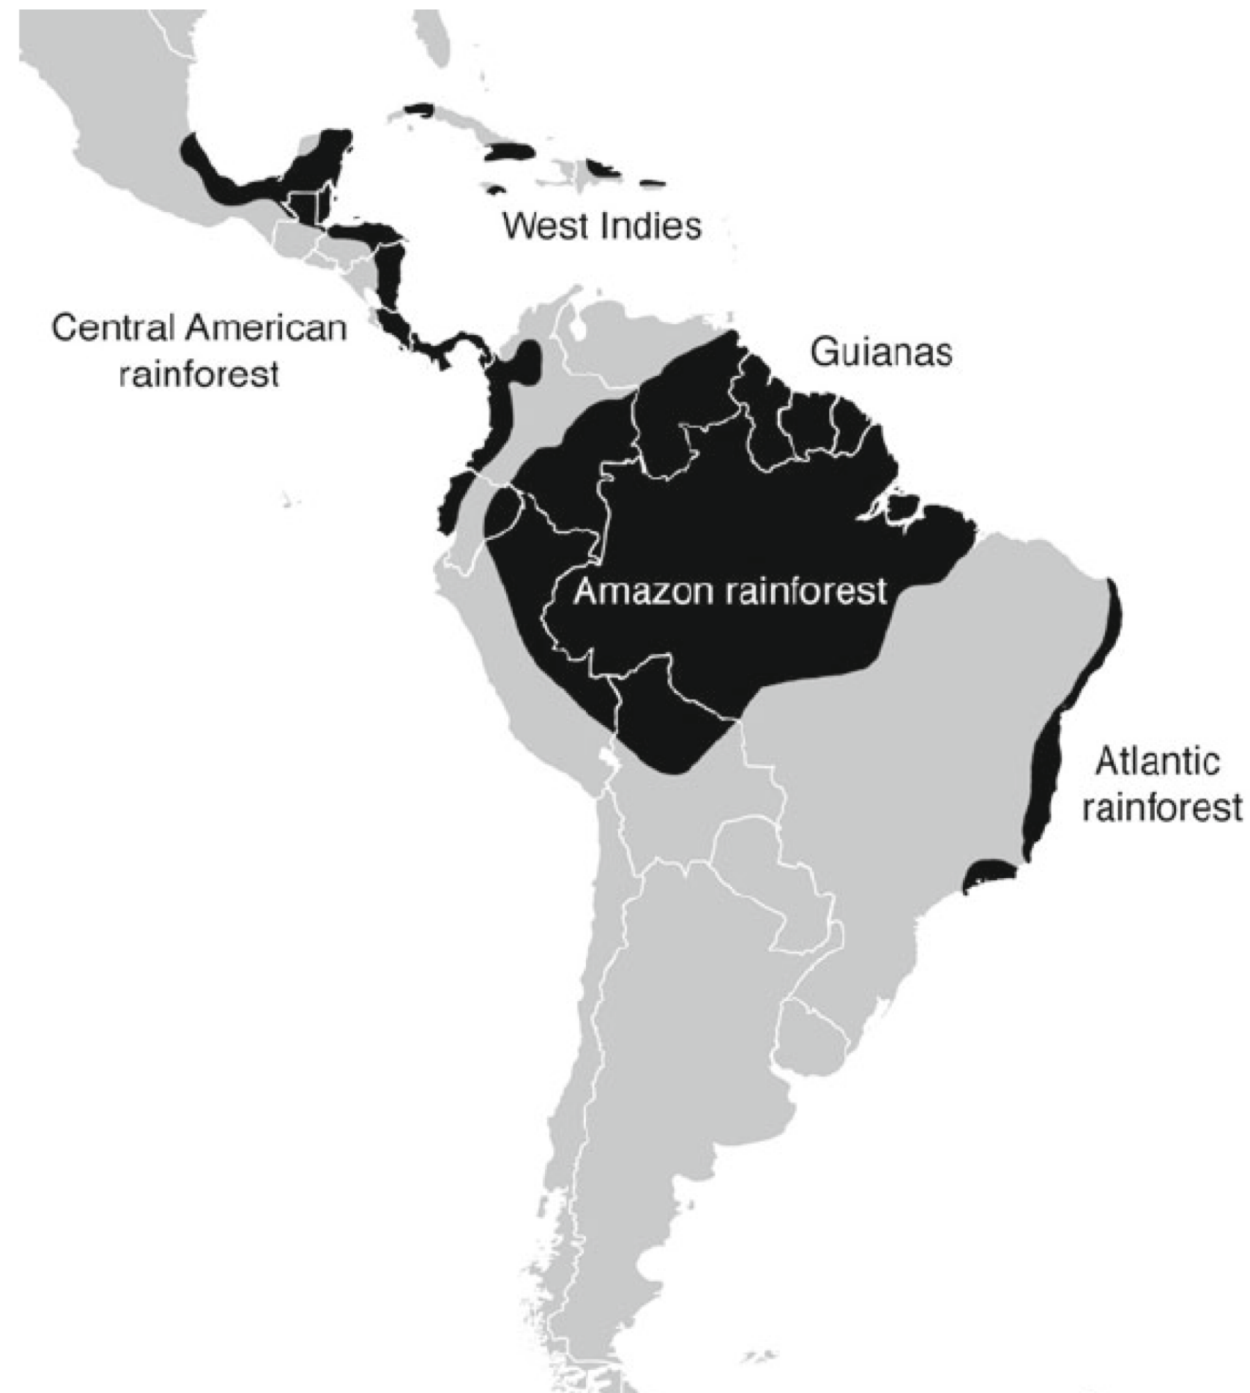 West Indies
Central American
rainforest
Guianas
Amazon rainforest
Atlantic
rainforest